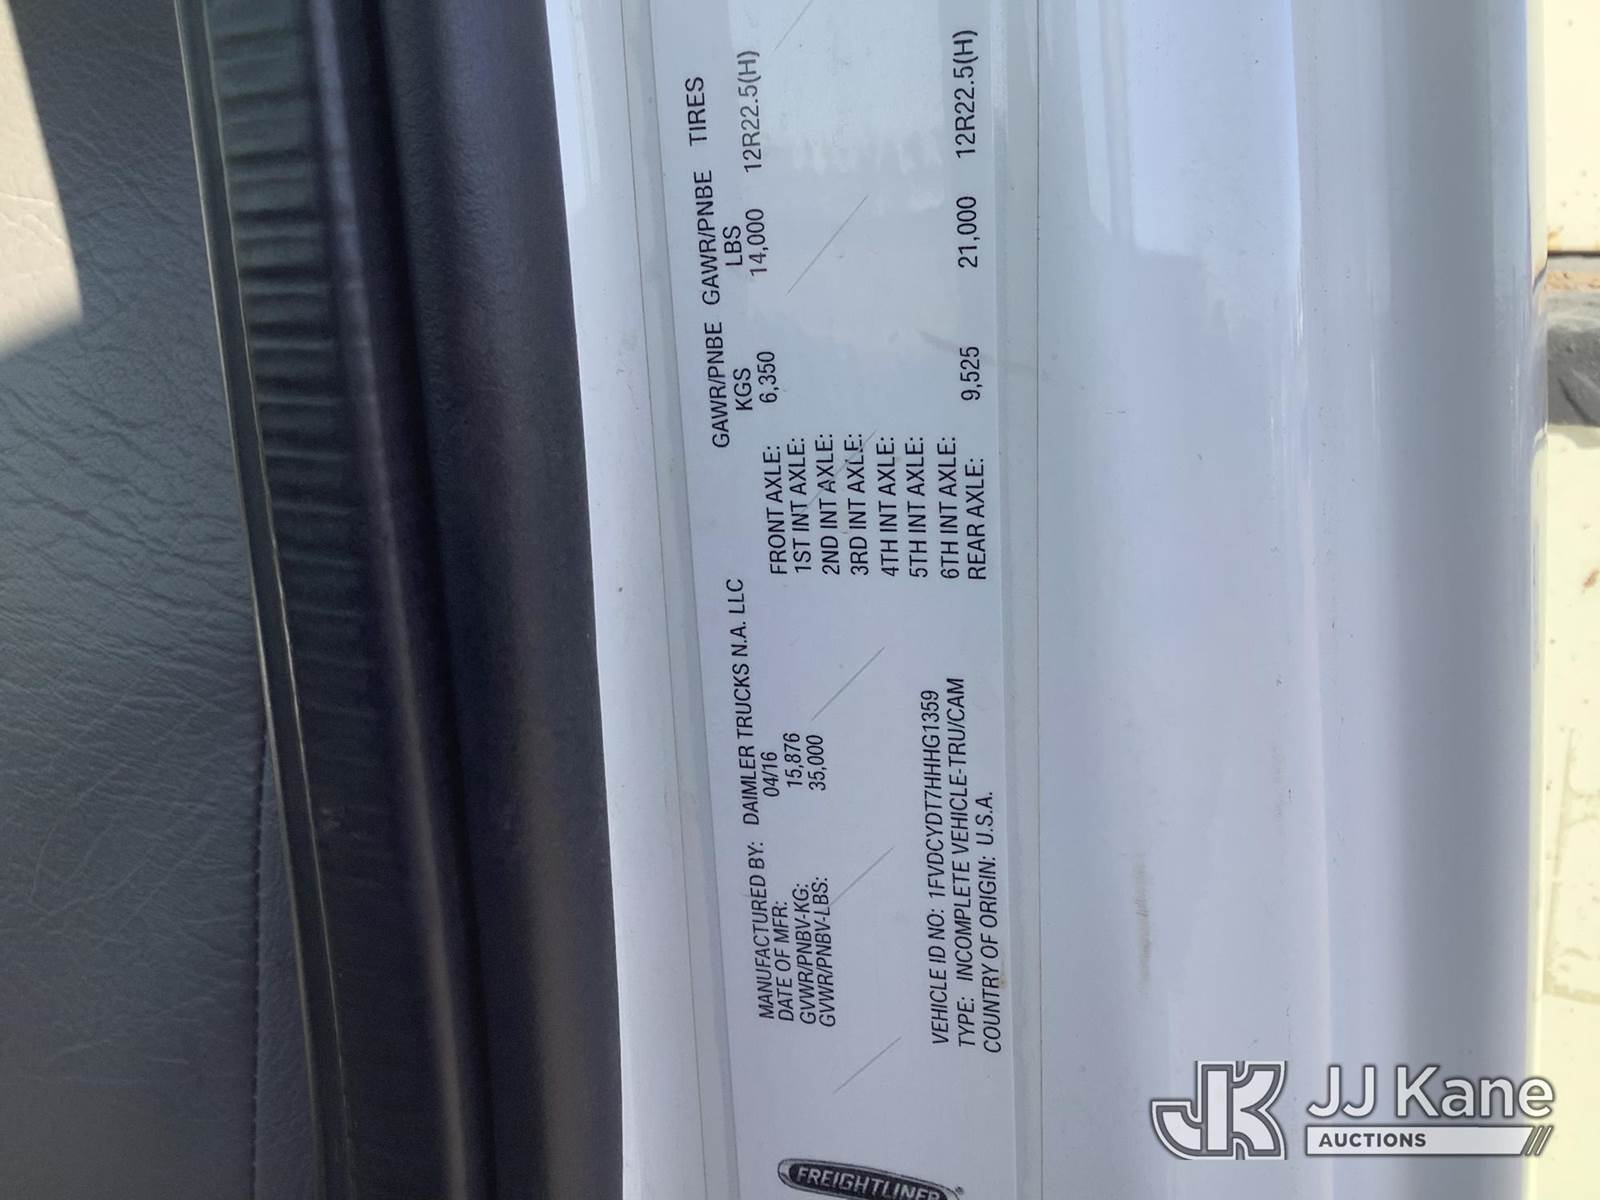 FREIGHTLINER
MANUFACTURED BY: DAIMLER TRUCKS N.A. LLC
DATE OF MFR: 04/16
GVWR/PNBV-KG: 15,876
GVWR/PNBV-LBS: 35,000
VEHICLE ID NO: 1FVDCYDT7HHHG1359
TYPE: INCOMPLETE VEHICLE-TRU/CAM
COUNTRY OF ORIGIN: U.S.A.
GAWR/PNBE GAWR/PNBE TIRES
KGS LBS
FRONT AXLE: 6,350 14,000 12R22.5(H)
1ST INT AXLE:
2ND INT AXLE:
3RD INT AXLE:
4TH INT AXLE:
5TH INT AXLE:
6TH INT AXLE:
REAR AXLE: 9,525 21,000 12R22.5(H)
JK JJ Kane
AUCTIONS